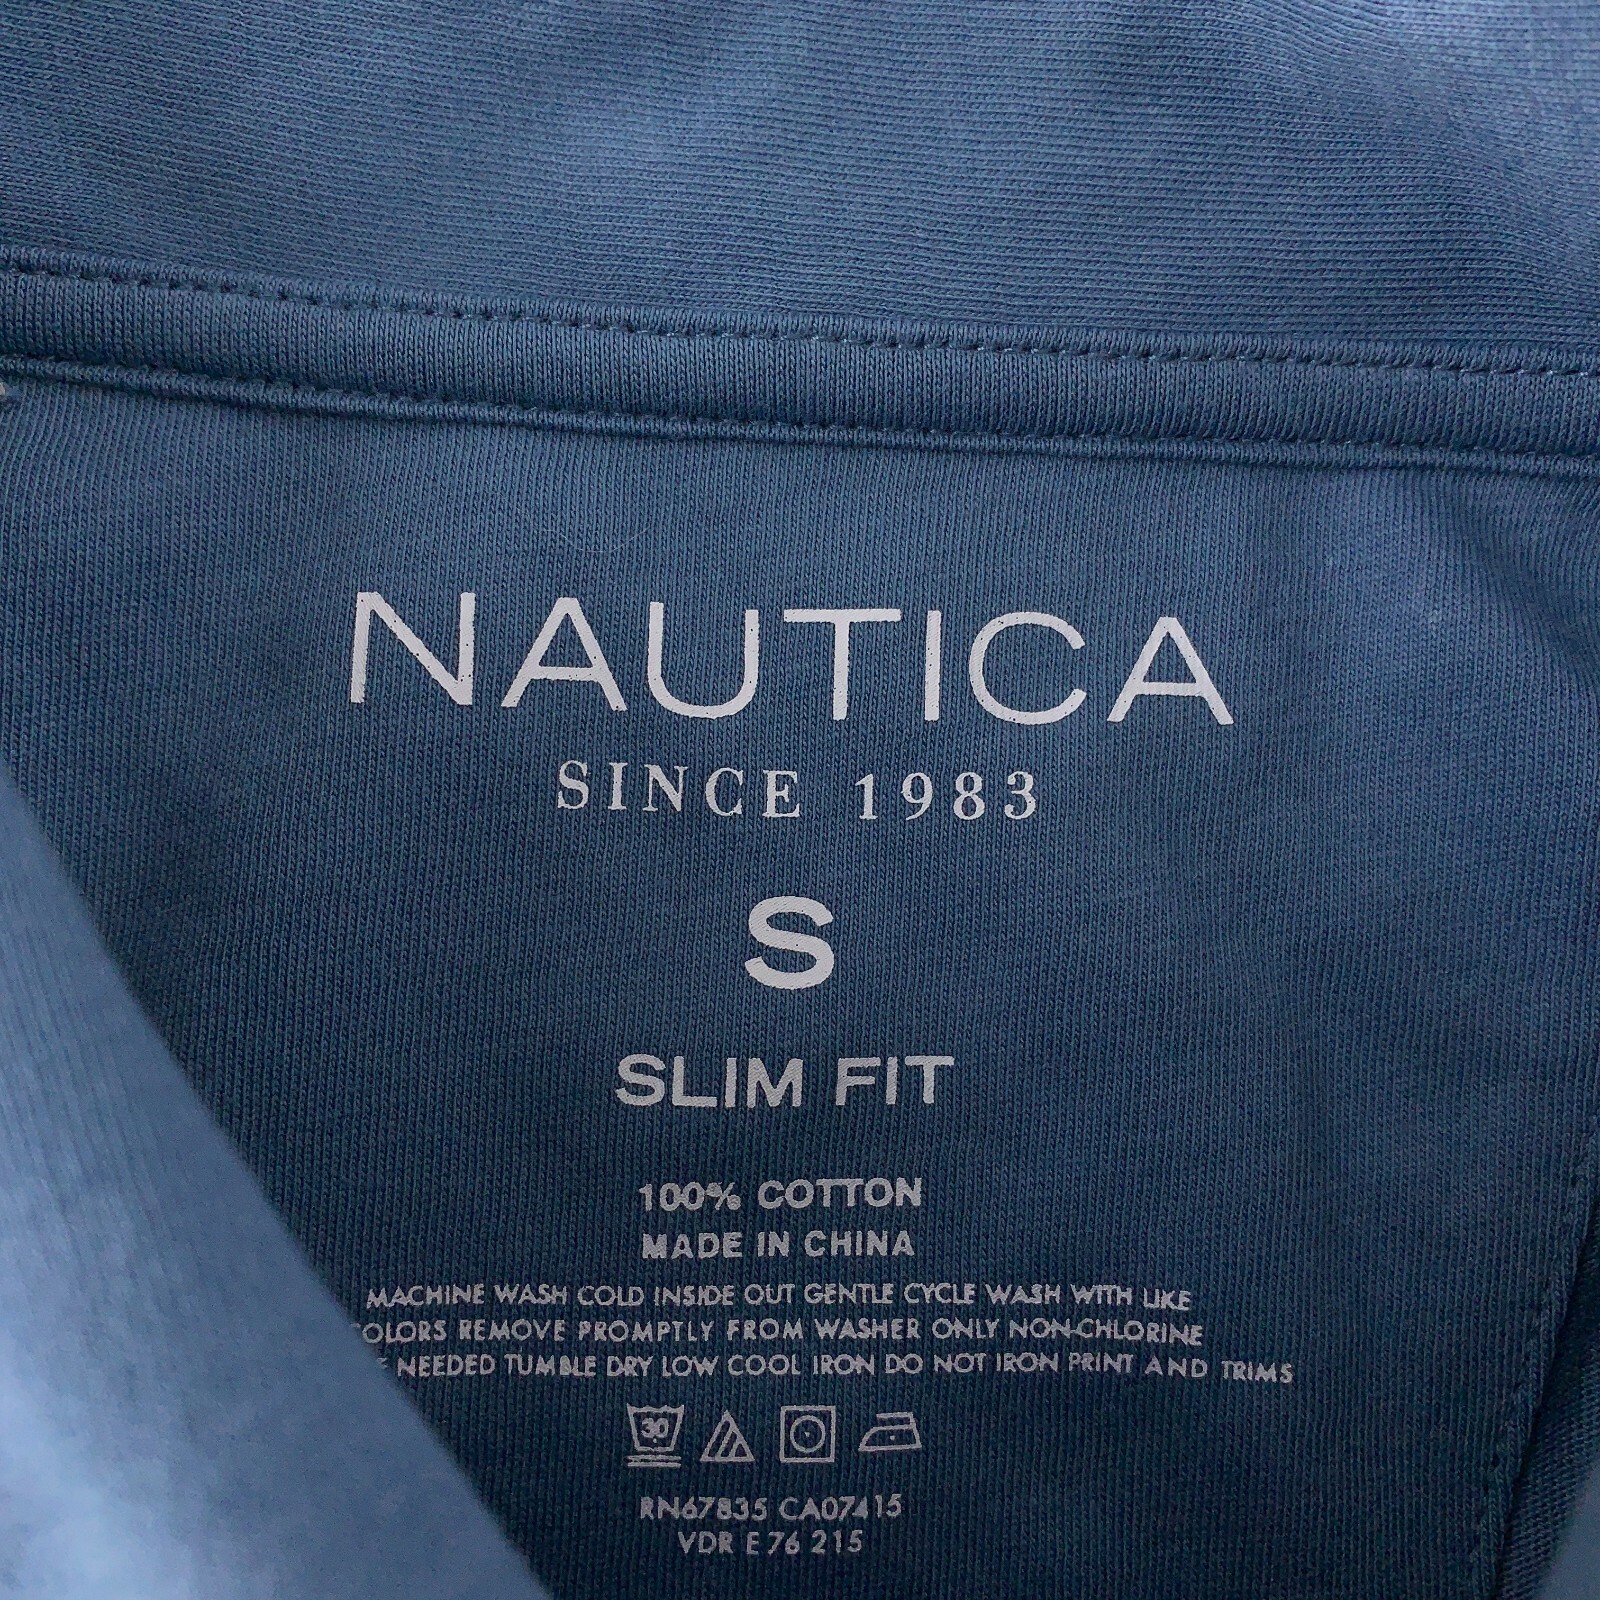 NAUTICA
SINCE 1983
S
SLIM FIT
100% COTTON
MADE IN CHINA
MACHINE WASH COLD INSIDE OUT GENTLE CYCLE WASH WITH LIKE
OLORS REMOVE PROMPTLY FROM WASHER ONLY NON-CHLORINE
NEEDED TUMBLE DRY LOW COOL IRON DO NOT IRON PRINT AND TRIMS
30
RN67835 CA07415
VDR E 76 215